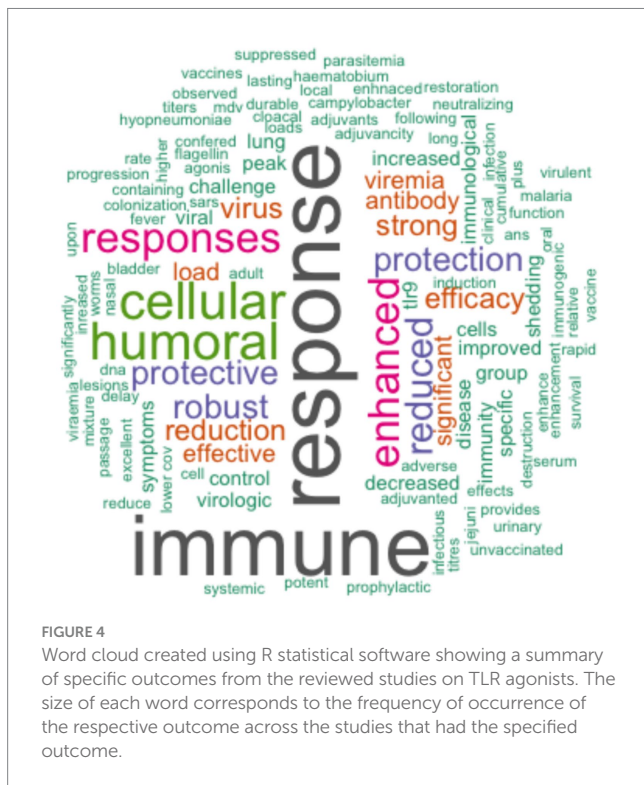 suppressed
parasitemia
vaccines lasting haematobium
observed local enhnaced restoration
titers mdv durable campylobacter neutralizing
hyopneumoniae cloacal adjuvants following
loads adjuvancity long
confered lung
rate higher flagellin peak increased
progression agonis
containing challenge viremia
colonization sars virus antibody
fever viral strong
immunological clinical infection cumulative plus
virulent malaria function
ans oral
upon responses protection
bladder load adult induction
significantly inreased worms nasal
cellular tlr9 efficacy
shedding immunogenic relative vaccine
humoral cells
improved rapid
dna protective group
alesions delay
robust
viraemia mixture passage excellent symptoms
reduction
effective
response
enhanced reduced significant
disease immunity specific
destruction enhance enhancement survival
adverse serum
cell control decreased effects
reduce lower cov virologic adjuvanted
provides
infectious titres jejuni urinary
unvaccinated
immune
systemic potent prophylactic
FIGURE 4
Word cloud created using R statistical software showing a summary
of specific outcomes from the reviewed studies on TLR agonists. The
size of each word corresponds to the frequency of occurrence of
the respective outcome across the studies that had the specified
outcome.